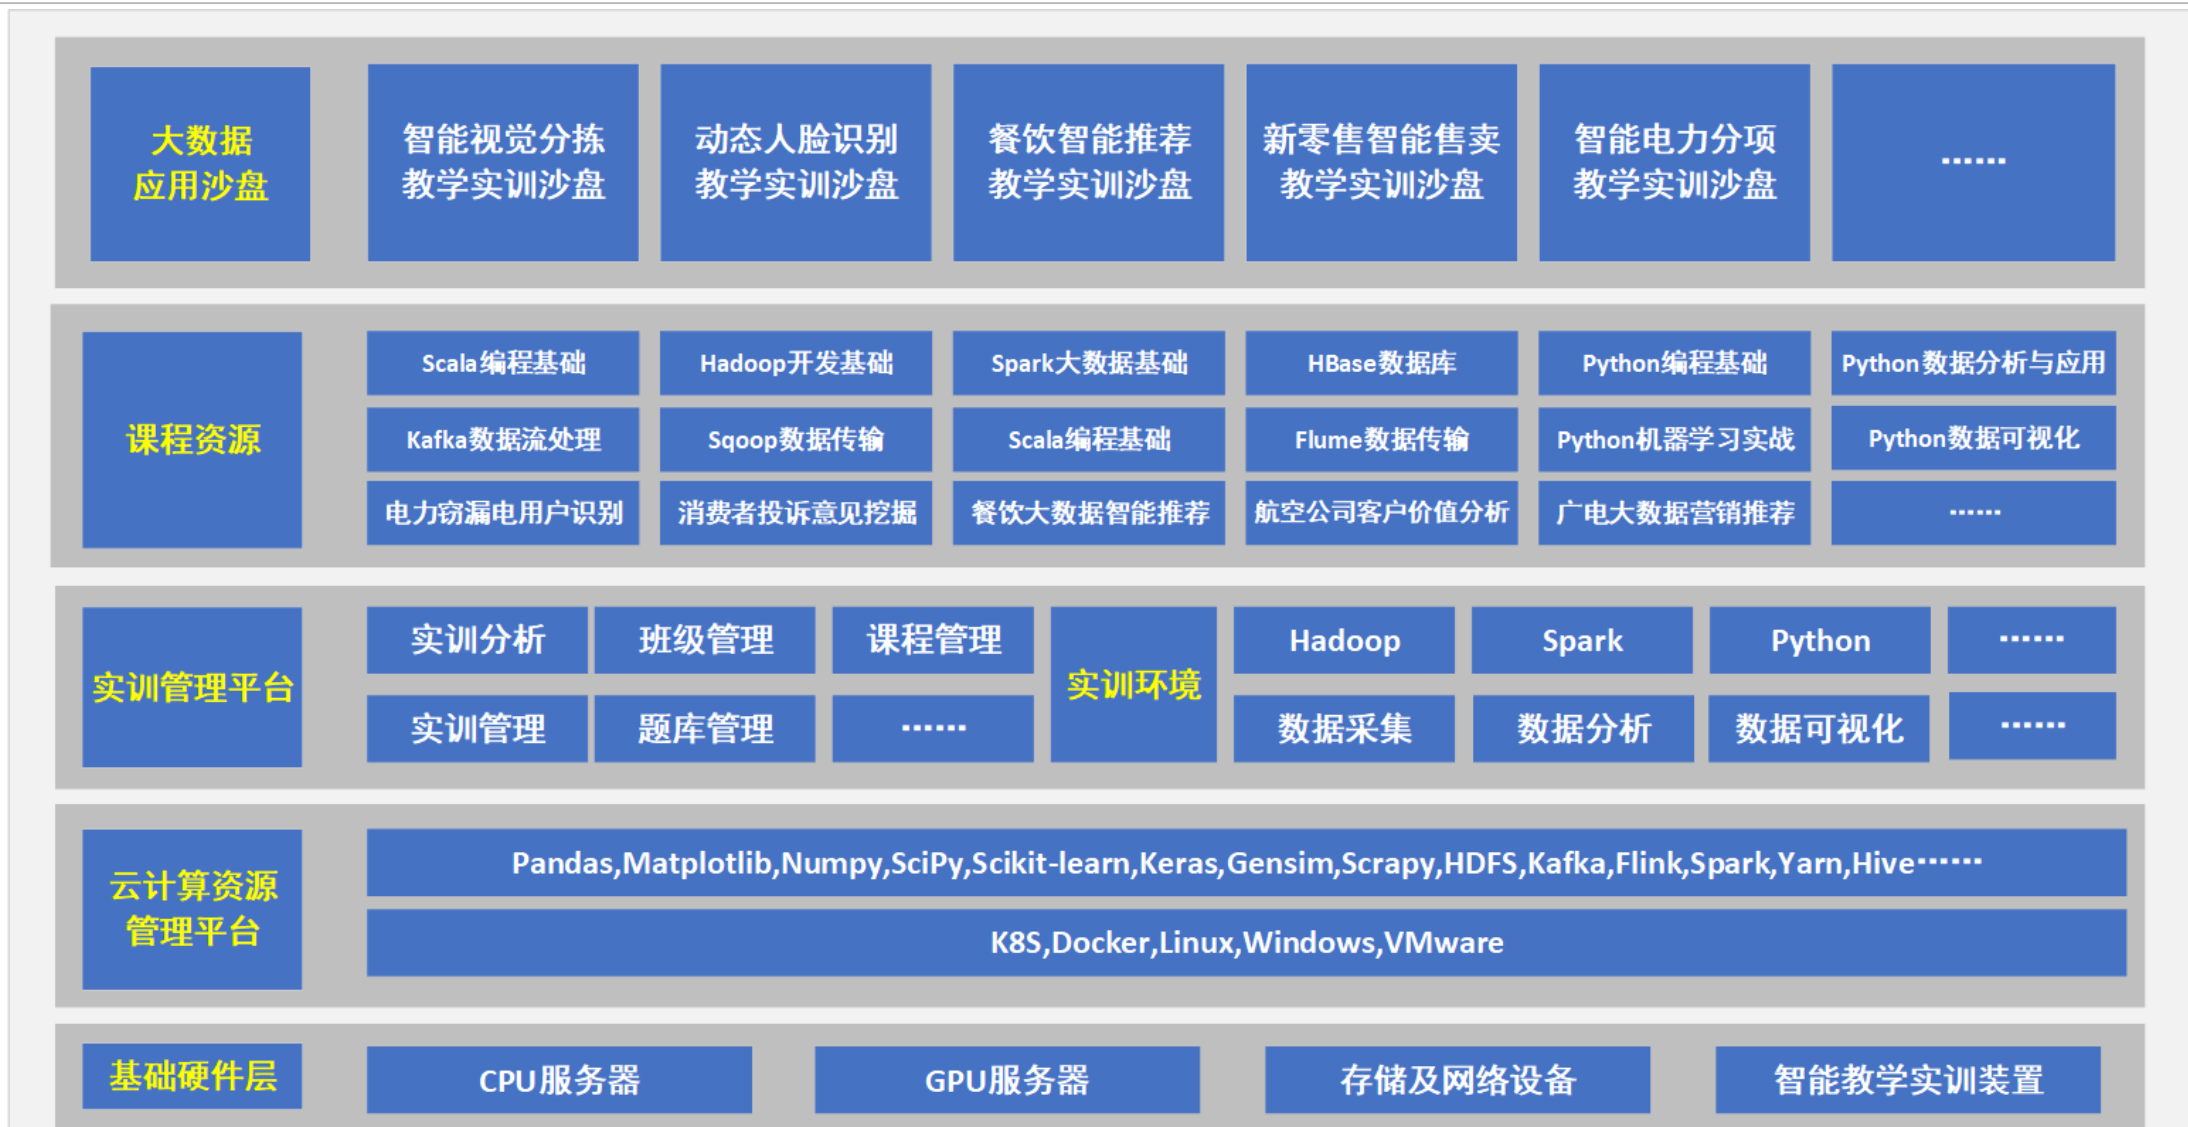 大数据
应用沙盘
智能视觉分拣
教学实训沙盘
动态人脸识别
教学实训沙盘
餐饮智能推荐
教学实训沙盘
新零售智能售卖
教学实训沙盘
智能电力分项
教学实训沙盘
……
课程资源
Scala编程基础
Hadoop开发基础
Spark大数据基础
HBase数据库
Python编程基础
Python数据分析与应用
Kafka数据流处理
Sqoop数据传输
Scala编程基础
Flume数据传输
Python机器学习实战
Python数据可视化
电力窃漏电用户识别
消费者投诉意见挖掘
餐饮大数据智能推荐
航空公司客户价值分析
广电大数据营销推荐
……
实训管理平台
实训分析
班级管理
课程管理
实训管理
题库管理
……
实训环境
Hadoop
Spark
Python
……
数据采集
数据分析
数据可视化
……
云计算资源
管理平台
Pandas,Matplotlib,Numpy,SciPy,Scikit-learn,Keras,Gensim,Scrapy,HDFS,Kafka,Flink,Spark,Yarn,Hive……
K8S,Docker,Linux,Windows,VMware
基础硬件层
CPU服务器
GPU服务器
存储及网络设备
智能教学实训装置